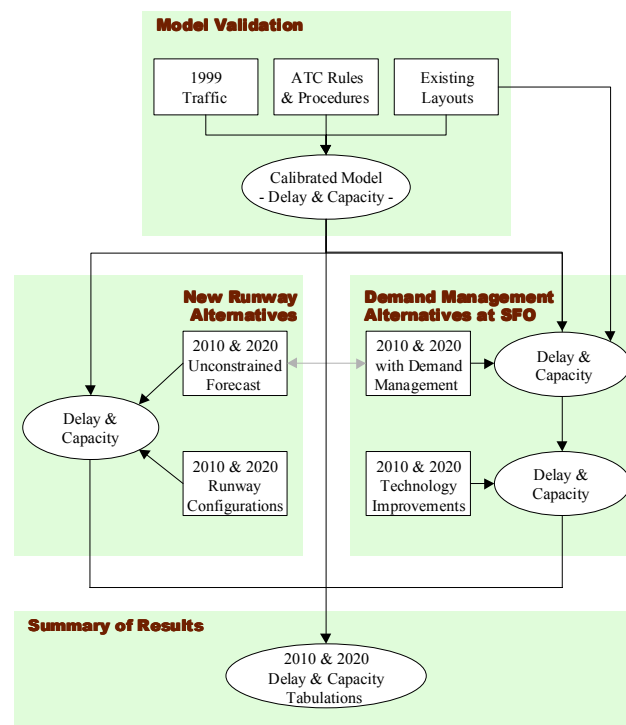 Model Validation
1999
Traffic
ATC Rules
& Procedures
Existing
Layouts
Calibrated Model
- Delay & Capacity -
New Runway
Alternatives
2010 & 2020
Unconstrained
Forecast
Delay &
Capacity
2010 & 2020
Runway
Configurations
Demand Management
Alternatives at SFO
2010 & 2020
with Demand
Management
Delay &
Capacity
2010 & 2020
Technology
Improvements
Delay &
Capacity
Summary of Results
2010 & 2020
Delay & Capacity
Tabulations